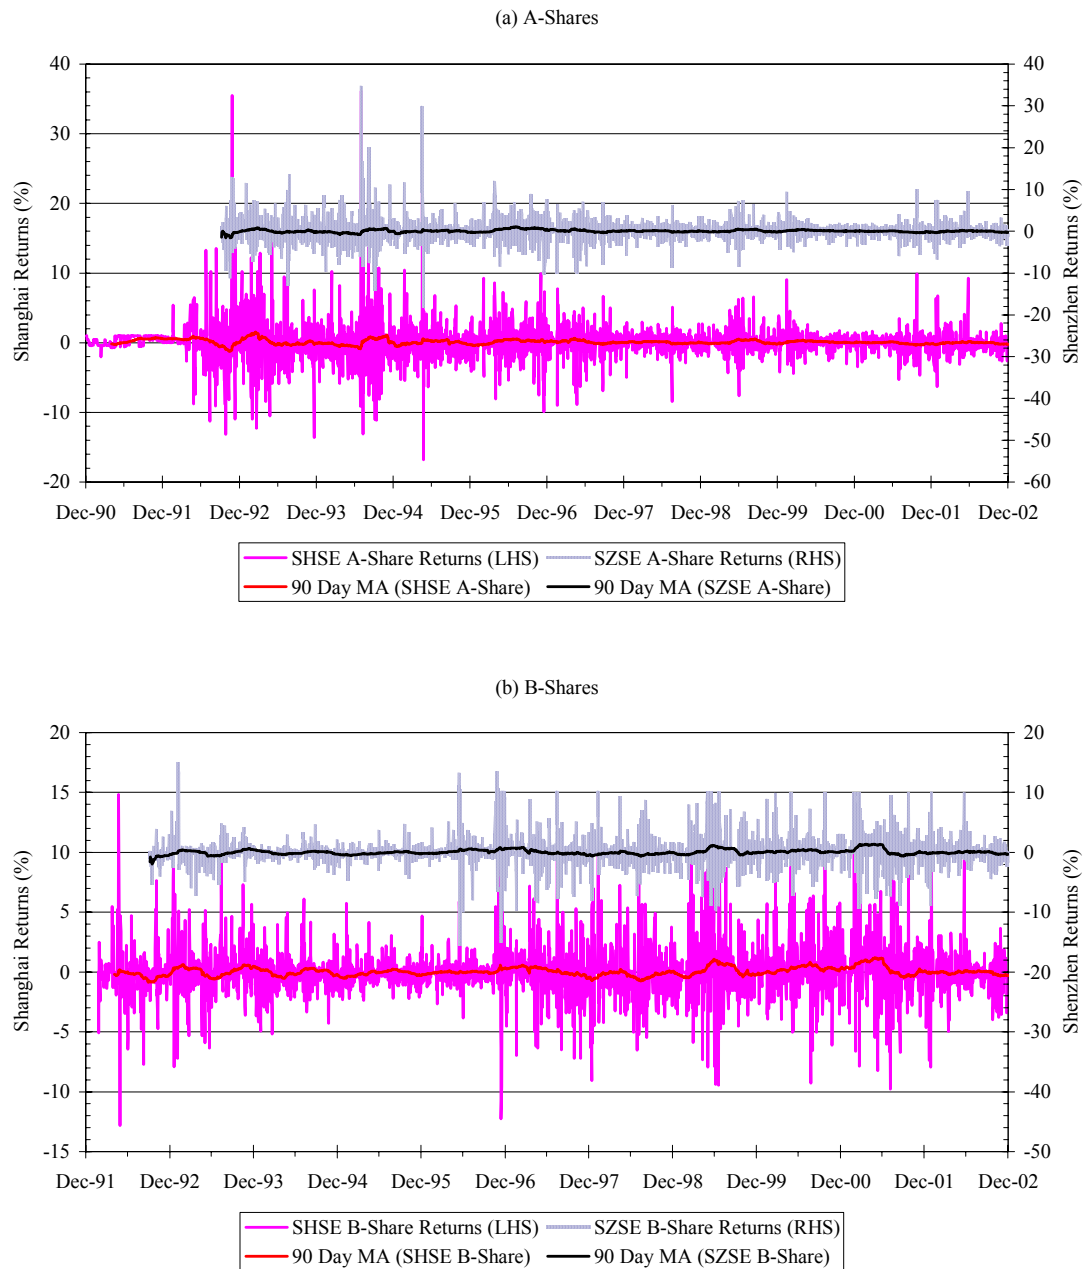 (a) A-Shares
40 40
30
30 20
10
20 0
-10
10 -20
0 -30
-40
-10 -50
-20 -60
Shanghai Returns (%)
Shenzhen Returns (%)
Dec-90 Dec-91 Dec-92 Dec-93 Dec-94 Dec-95 Dec-96 Dec-97 Dec-98 Dec-99 Dec-00 Dec-01 Dec-02
SHSE A-Share Returns (LHS) SZSE A-Share Returns (RHS)
90 Day MA (SHSE A-Share) 90 Day MA (SZSE A-Share)
(b) B-Shares
20 20
15 10
10 0
5 -10
0 -20
-5 -30
-10 -40
-15 -50
Shanghai Returns (%)
Shenzhen Returns (%)
Dec-91 Dec-92 Dec-93 Dec-94 Dec-95 Dec-96 Dec-97 Dec-98 Dec-99 Dec-00 Dec-01 Dec-02
SHSE B-Share Returns (LHS) SZSE B-Share Returns (RHS)
90 Day MA (SHSE B-Share) 90 Day MA (SZSE B-Share)